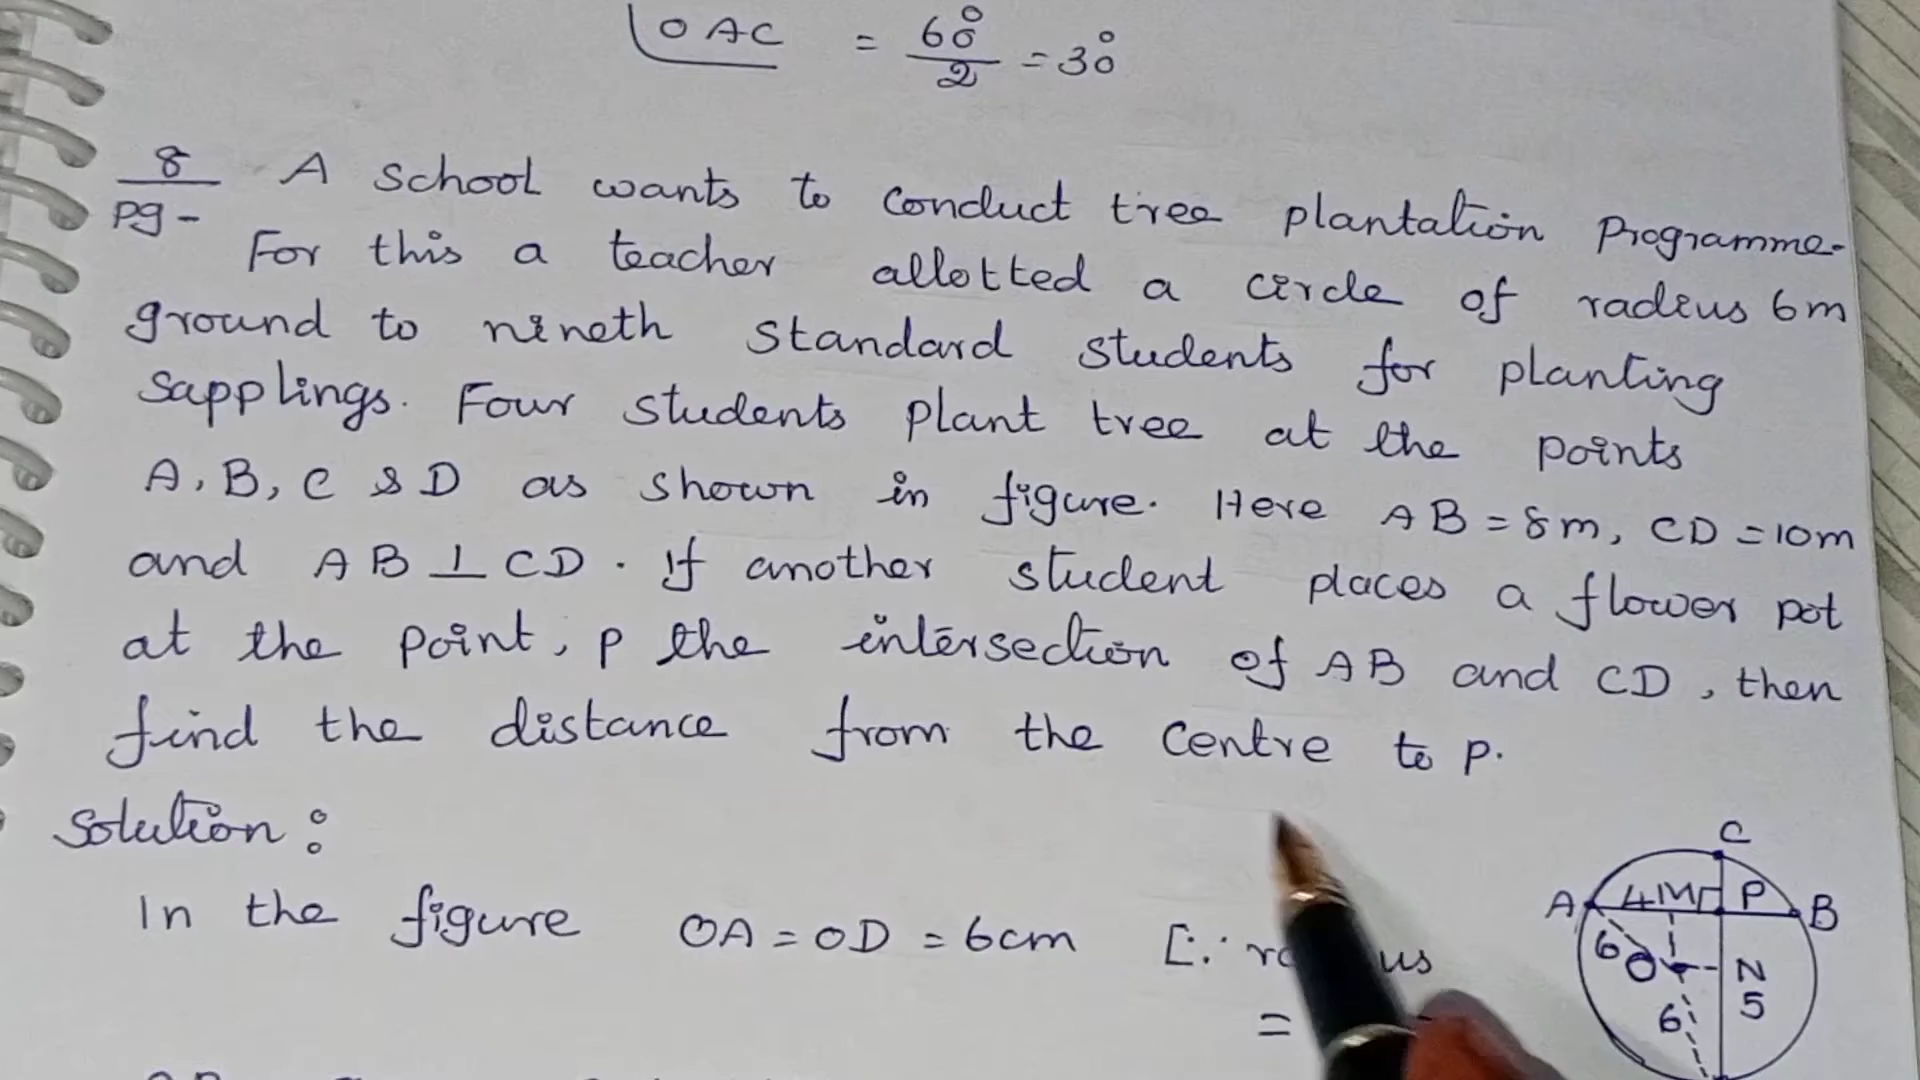 ∠OAC = 60°/2 = 30°
8/pg- A school wants to conduct tree plantation Programme.
For this a teacher allotted a circle of radius 6m
ground to nineth standard students for planting
sapplings. Four students plant tree at the points
A, B, C & D as shown in figure. Here AB = 8m, CD = 10m
and AB ⊥ CD. If another student places a flower pot
at the point, P the intersection of AB and CD, then
find the distance from the centre to P.
Solution:
In the figure OA = OD = 6cm [∵
=
C
A 4 M P B
6 O N
5
6